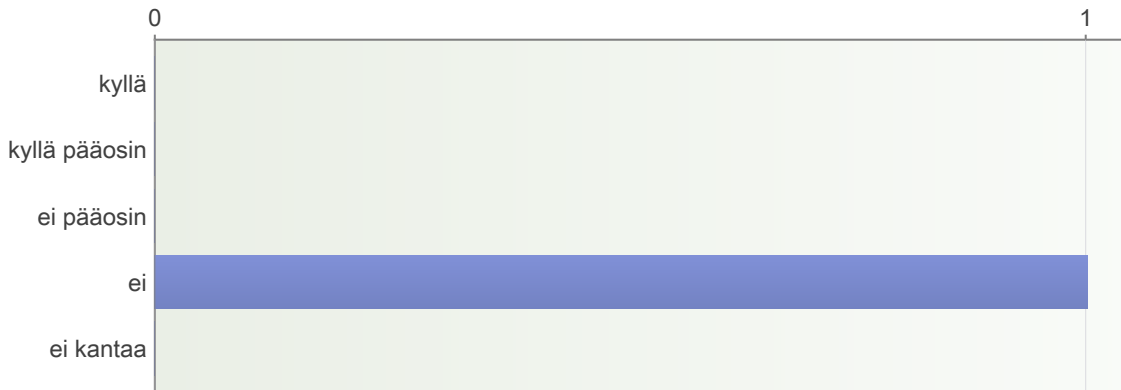 0 1
kyllä
kyllä pääosin
ei pääosin
ei
ei kantaa